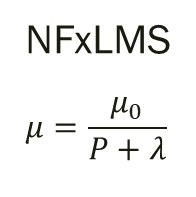 NFxLMS
μ = μ₀ / (P + λ)